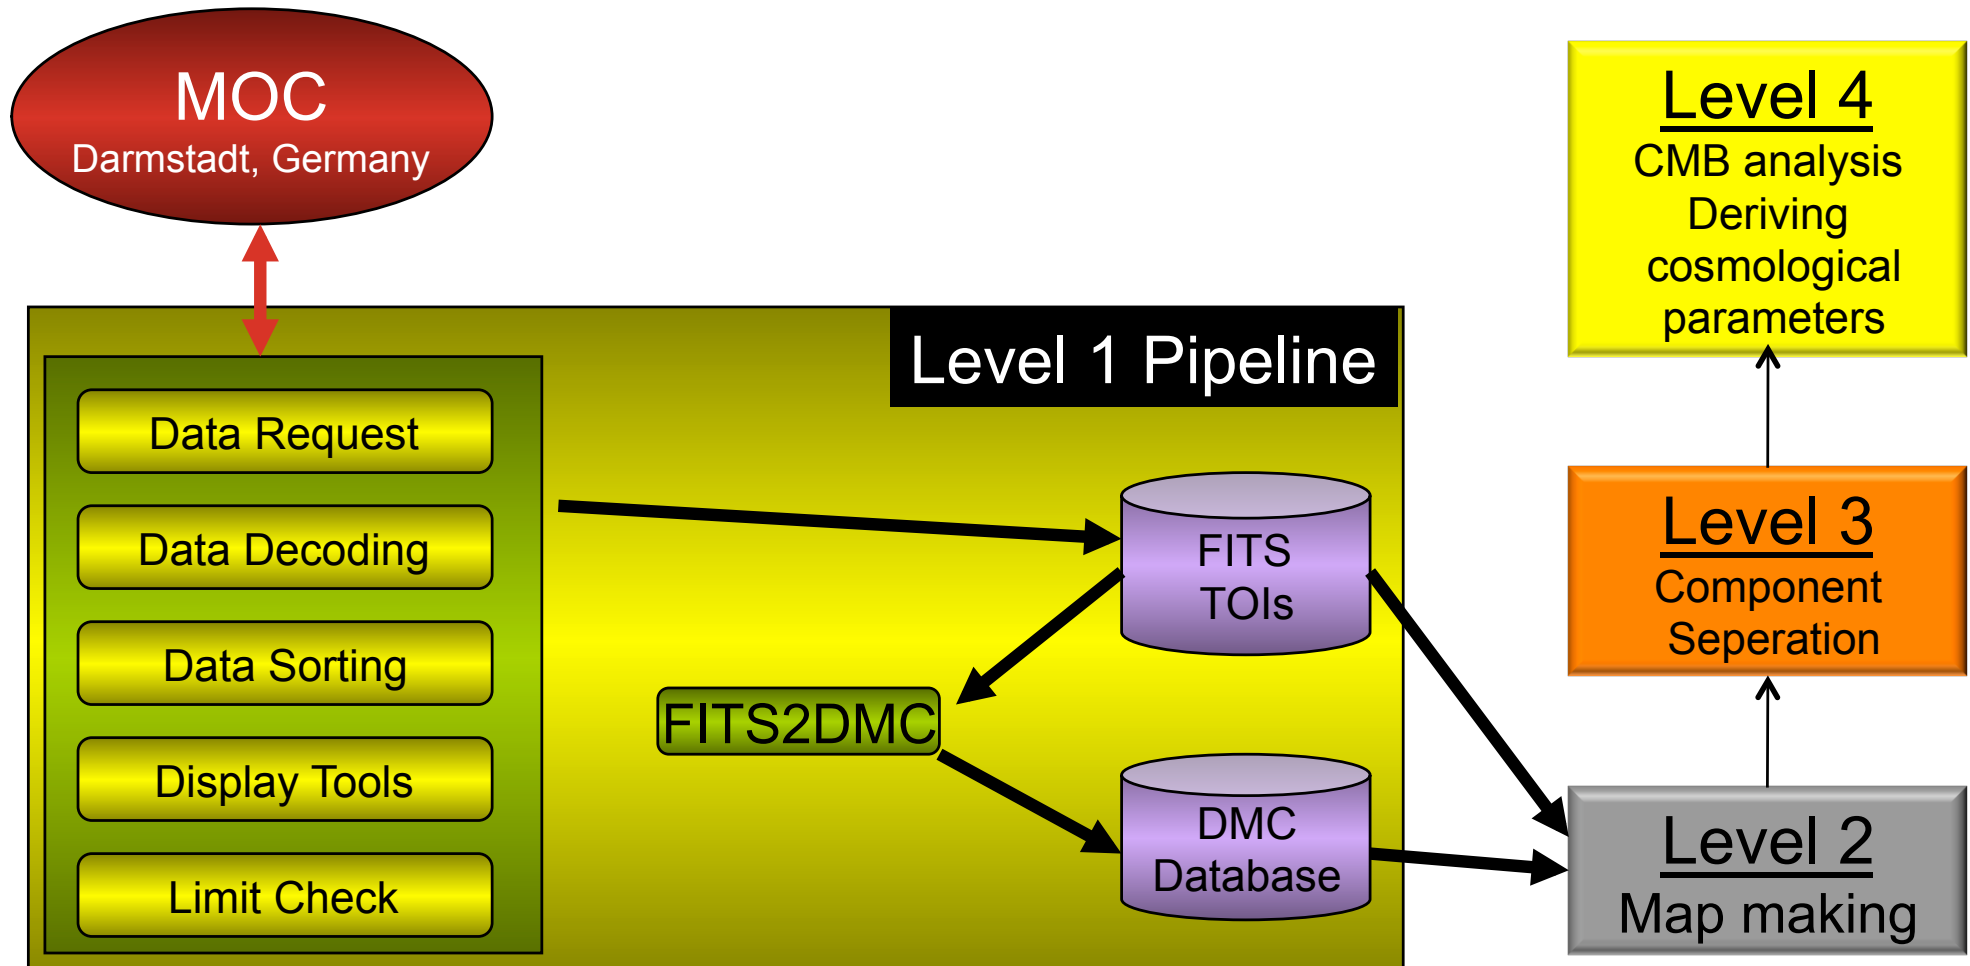 MOC
Darmstadt, Germany
Level 1 Pipeline
Data Request
Data Decoding
Data Sorting
Display Tools
Limit Check
FITS
TOIs
FITS2DMC
DMC
Database
Level 4
CMB analysis
Deriving
cosmological
parameters
Level 3
Component
Seperation
Level 2
Map making